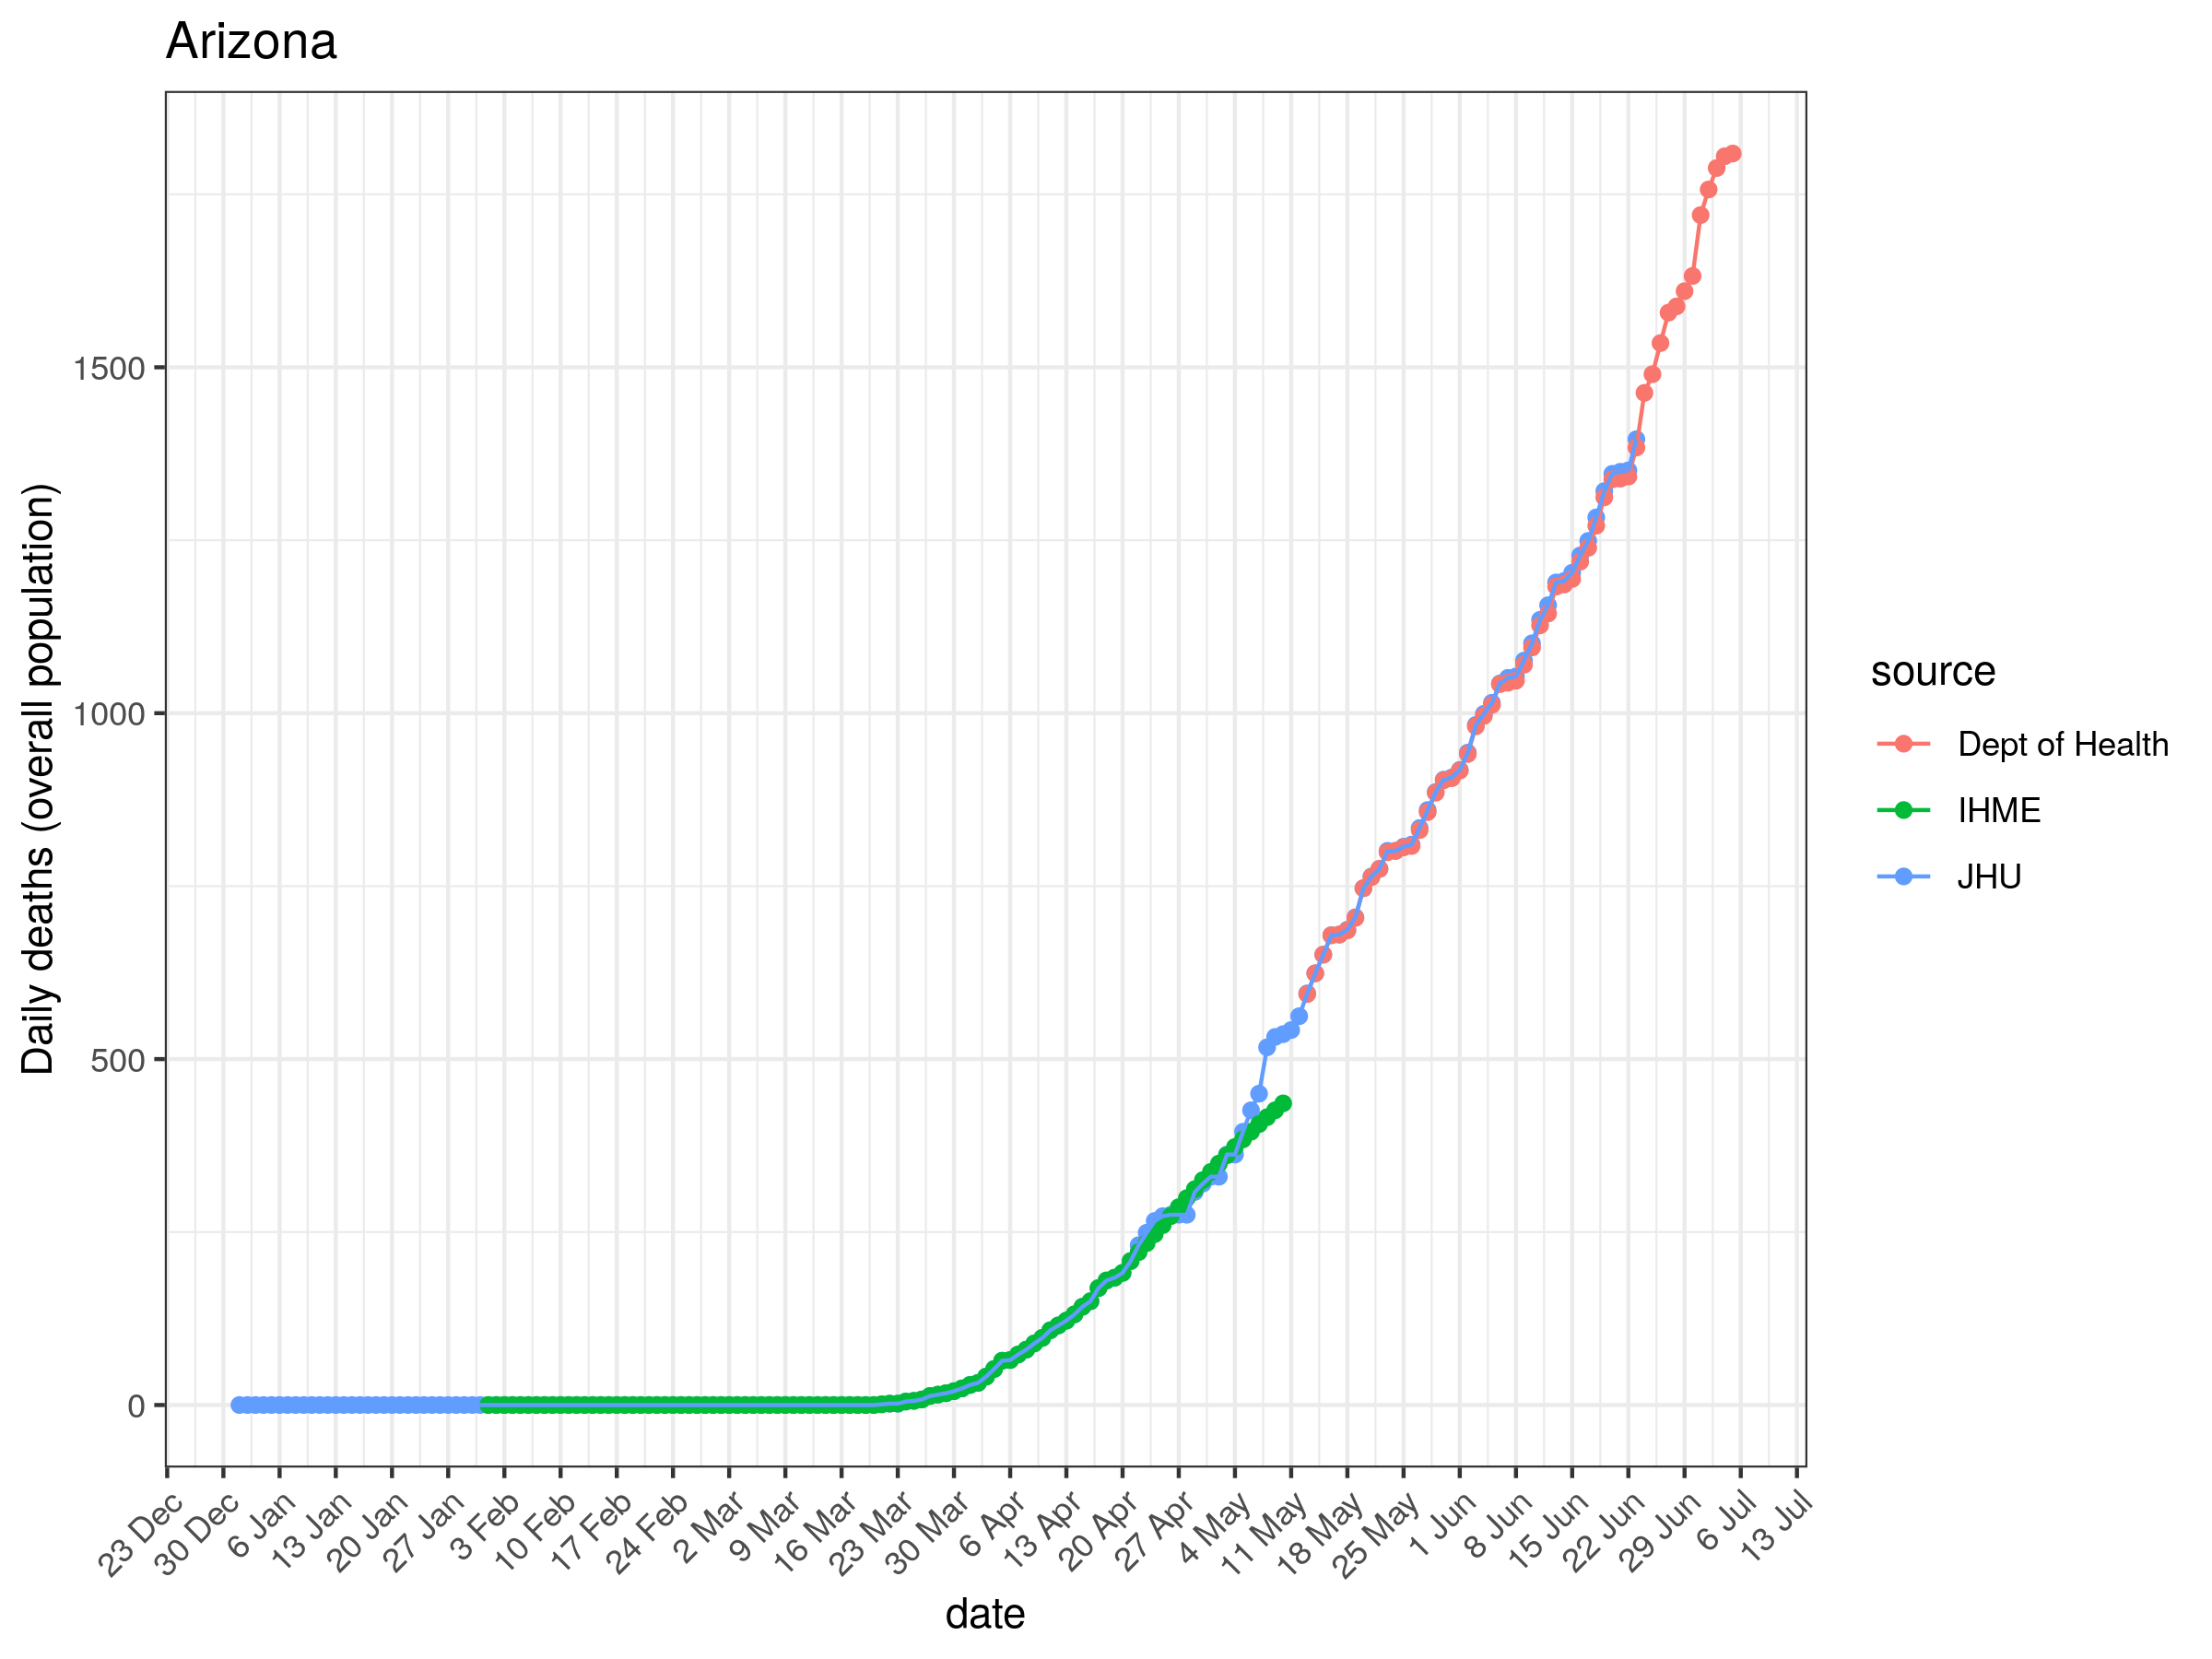 Arizona
Daily deaths (overall population)
1500
1000
500
0
23 Dec
30 Dec
6 Jan
13 Jan
20 Jan
27 Jan
3 Feb
10 Feb
17 Feb
24 Feb
2 Mar
9 Mar
16 Mar
23 Mar
30 Mar
6 Apr
13 Apr
20 Apr
27 Apr
4 May
11 May
18 May
25 May
1 Jun
8 Jun
15 Jun
22 Jun
29 Jun
6 Jul
13 Jul
date
source
Dept of Health
IHME
JHU